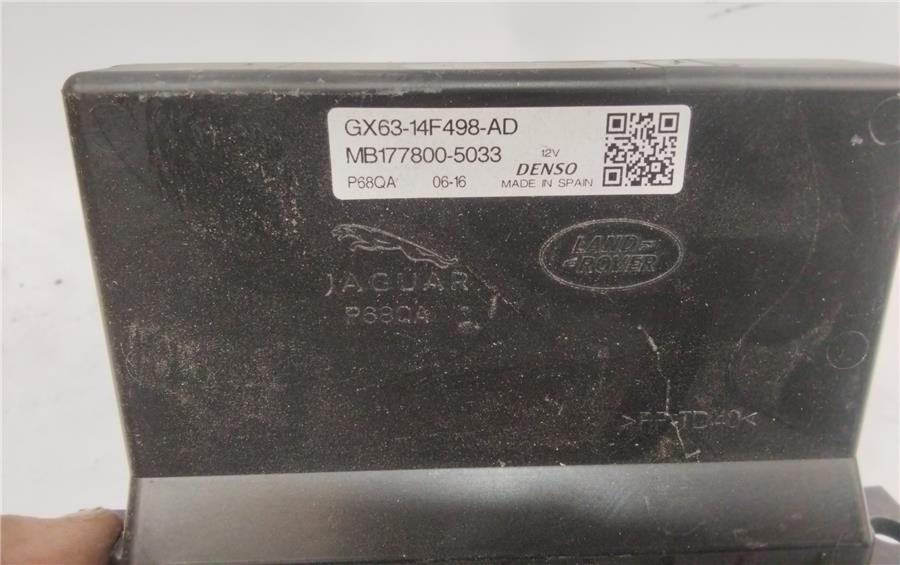 GX63-14F498-AD
MB177800-5033
12V
DENSO
P68QA 06-16 MADE IN SPAIN
LAND
ROVER
JAGUAR
P68QA 2
>PP-TD40<